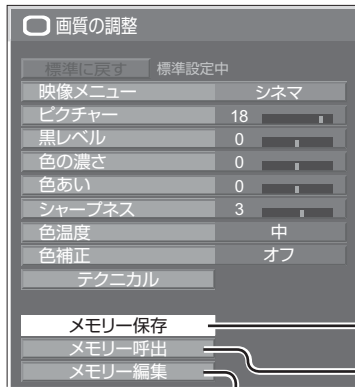 画質の調整
標準に戻す 標準設定中
映像メニュー シネマ
ピクチャー 18
黒レベル 0
色の濃さ 0
色あい 0
シャープネス 3
色温度 中
色補正 オフ
テクニカル
メモリー保存
メモリー呼出
メモリー編集